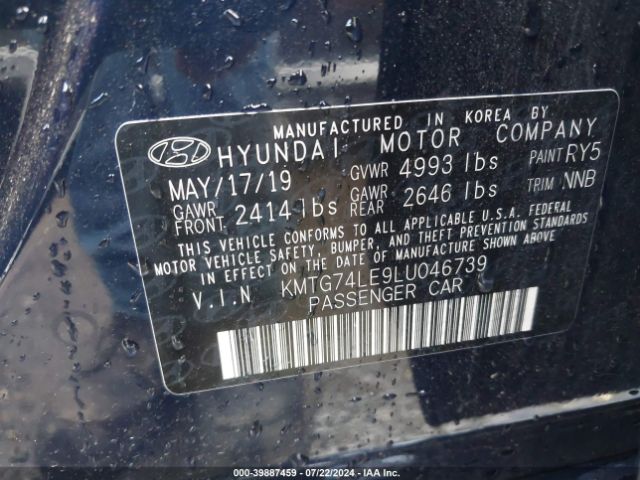 MANUFACTURED IN KOREA BY
HYUNDAI MOTOR COMPANY
MAY/17/19 GVWR 4993 lbs PAINT RY5
GAWR FRONT 2414 lbs GAWR REAR 2646 lbs TRIM NNB
THIS VEHICLE CONFORMS TO ALL APPLICABLE U.S.A. FEDERAL
MOTOR VEHICLE SAFETY, BUMPER, AND THEFT PREVENTION STANDARDS
IN EFFECT ON THE DATE OF MANUFACTURE SHOWN ABOVE
V.I.N. KMTG74LE9LU046739
PASSENGER CAR
000-39887459 - 07/22/2024 - IAA Inc.